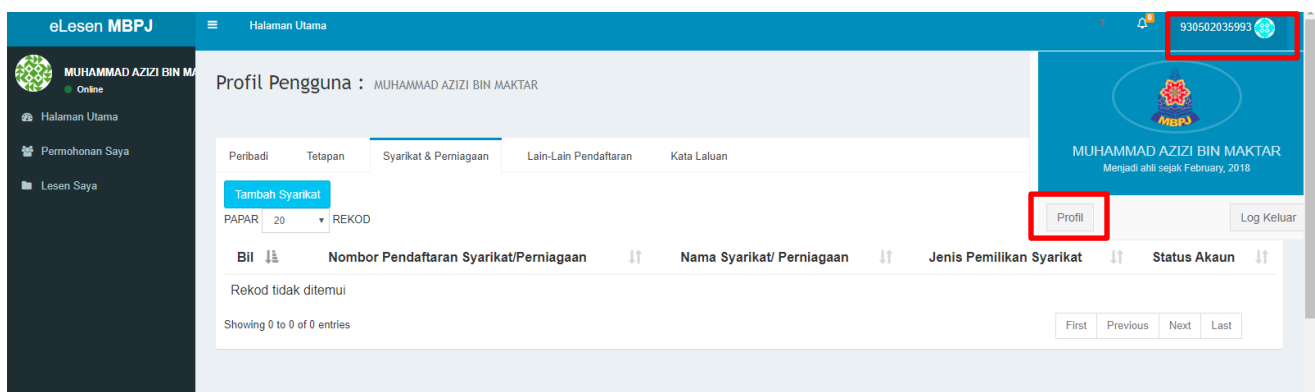 eLesen MBPJ
Halaman Utama
?
0
930502035993
MUHAMMAD AZIZI BIN MA
Online
Halaman Utama
Permohonan Saya
Lesen Saya
Profil Pengguna : MUHAMMAD AZIZI BIN MAKTAR
MBPJ
MUHAMMAD AZIZI BIN MAKTAR
Menjadi ahli sejak February, 2018
Profil
Log Keluar
Peribadi Tetapan Syarikat & Perniagaan Lain-Lain Pendaftaran Kata Laluan
Tambah Syarikat
PAPAR 20 REKOD
Bil Nombor Pendaftaran Syarikat/Perniagaan Nama Syarikat/ Perniagaan Jenis Pemilikan Syarikat Status Akaun
Rekod tidak ditemui
Showing 0 to 0 of 0 entries
First Previous Next Last